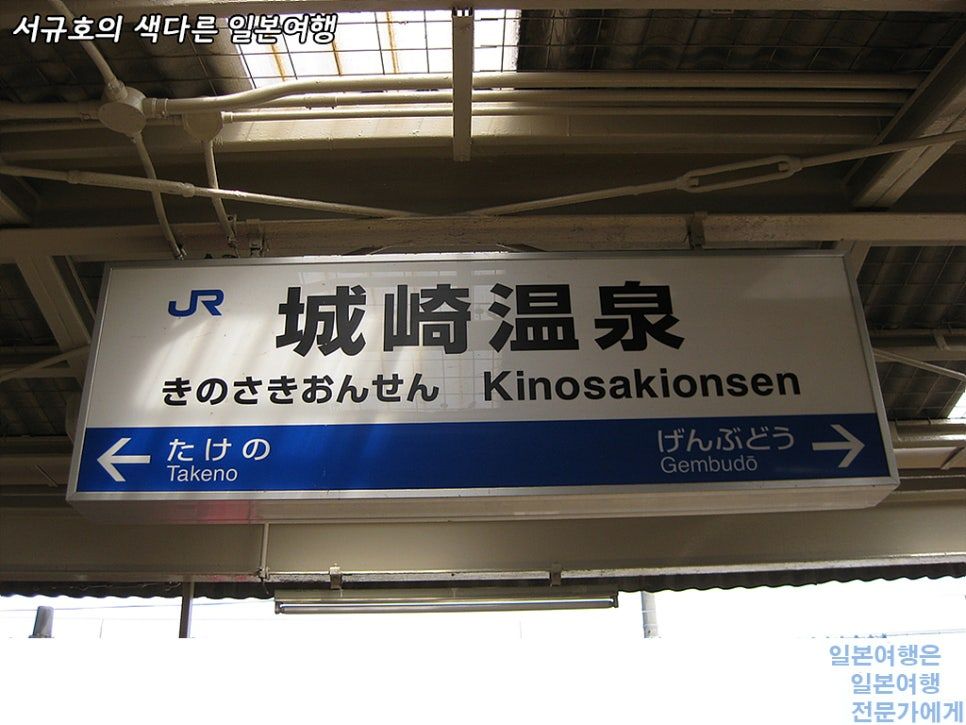 서규호의 색다른 일본여행
JR 城崎温泉
きのさきおんせん Kinosakionsen
たけの
Takeno
げんぶどう
Gembudō
일본여행은
일본여행
전문가에게